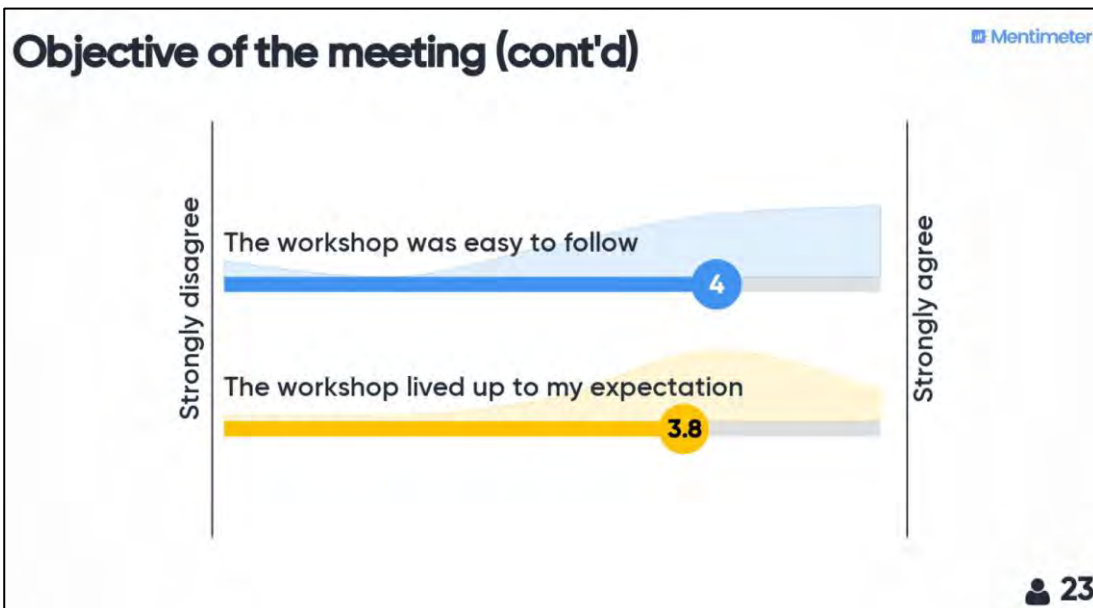 Objective of the meeting (cont'd)
Mentimeter
Strongly disagree
The workshop was easy to follow
4
The workshop lived up to my expectation
3.8
Strongly agree
23